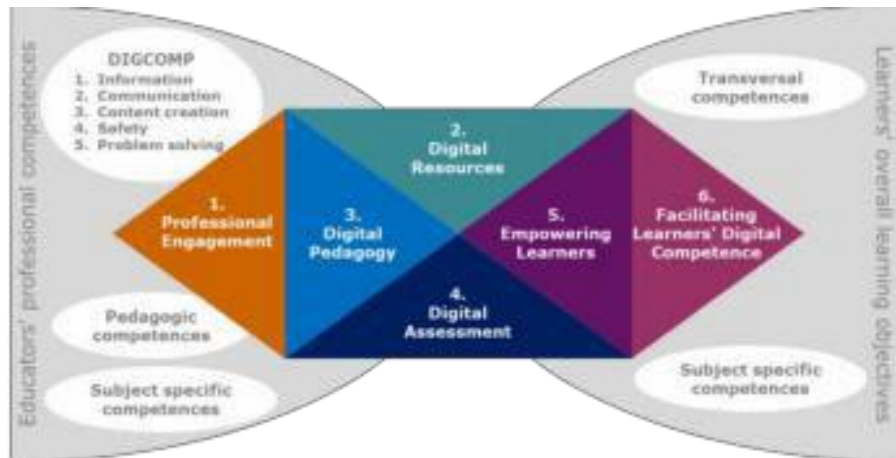 Educators' professional competences
DIGCOMP
1. Information
2. Communication
3. Content creation
4. Safety
5. Problem solving
Pedagogic
competences
Subject specific
competences
1.
Professional
Engagement
2.
Digital
Resources
3.
Digital
Pedagogy
4.
Digital
Assessment
5.
Empowering
Learners
6.
Facilitating
Learners' Digital
Competence
Transversal
competences
Subject specific
competences
Learners' overall learning objectives